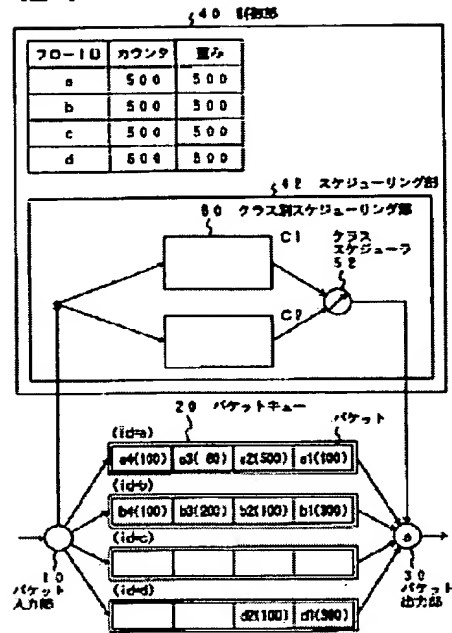 40 制御部
フローID カウンタ 重み
a 500 500
b 500 500
c 500 500
d 500 500
42 スケジューリング部
クラス別スケジューリング部
C1
クラス
スケジューラ
52
C2
20 パケットキュー
パケット
(id=a)
a4(100) a3(60) a2(500) a1(100)
(id=b)
b4(100) b3(200) b2(100) b1(300)
(id=c)
(id=d)
d2(100)
10
パケット
入力部
30
パケット
出力部